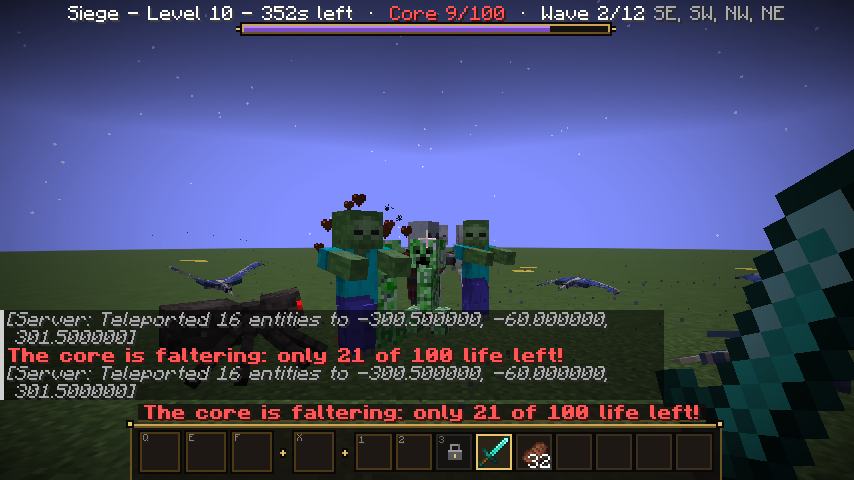 Siege - Level 10 - 352s left · Core 9/100 · Wave 2/12 SE, SW, NW, NE
[Server: Teleported 16 entities to -300.500000, -60.000000,
301.500000]
The core is faltering: only 21 of 100 life left!
[Server: Teleported 16 entities to -300.500000, -60.000000,
301.500000]
The core is faltering: only 21 of 100 life left!
Q E F X 1 2 3 32